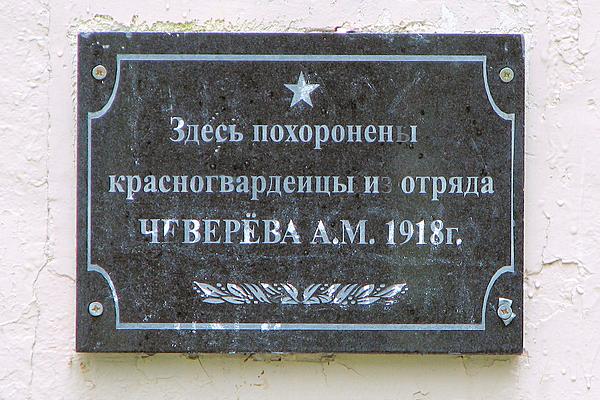 Здесь похоронены
красногвардейцы из отряда
ЧЕВЕРЁВА А.М. 1918г.